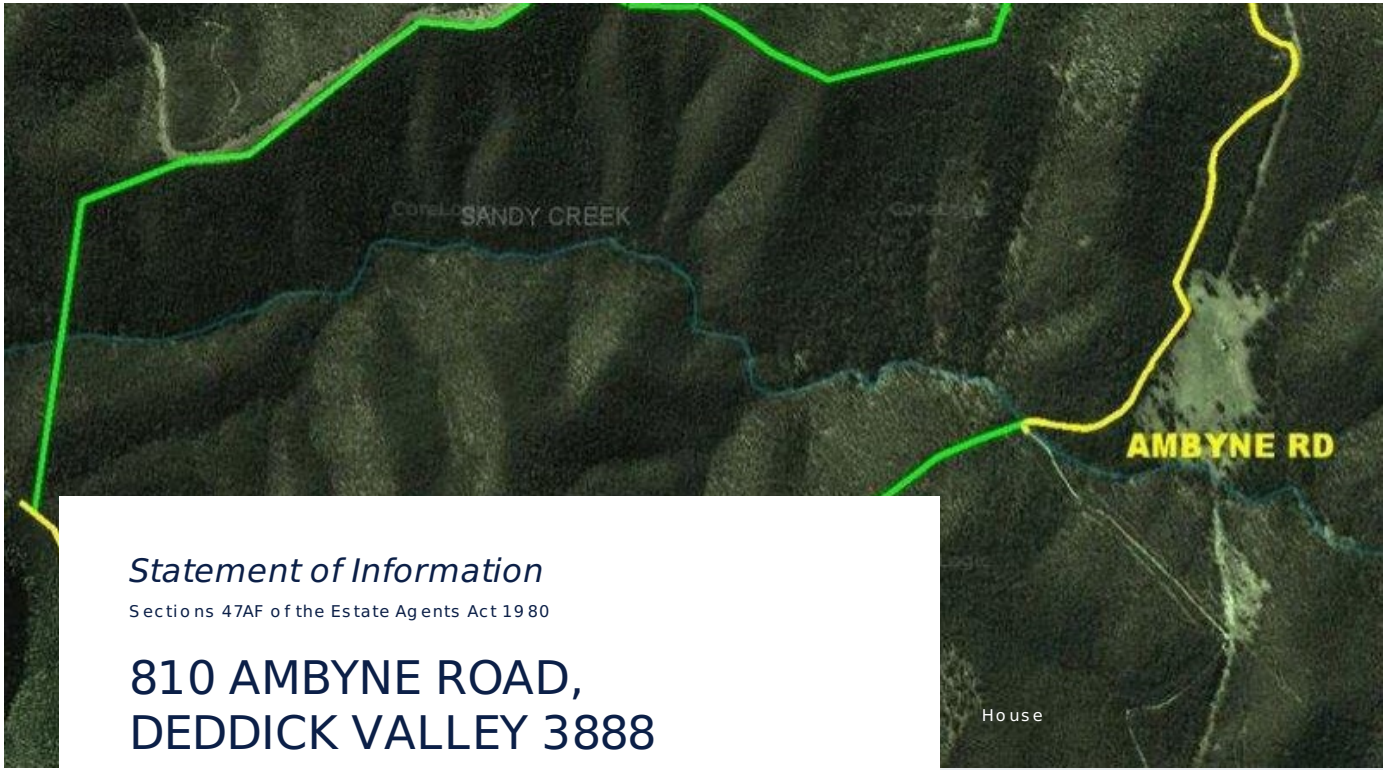 SANDY CREEK
CoreLogic
AMBYNE RD
Statement of Information
Sections 47AF of the Estate Agents Act 1980
810 AMBYNE ROAD,
DEDDICK VALLEY 3888
House